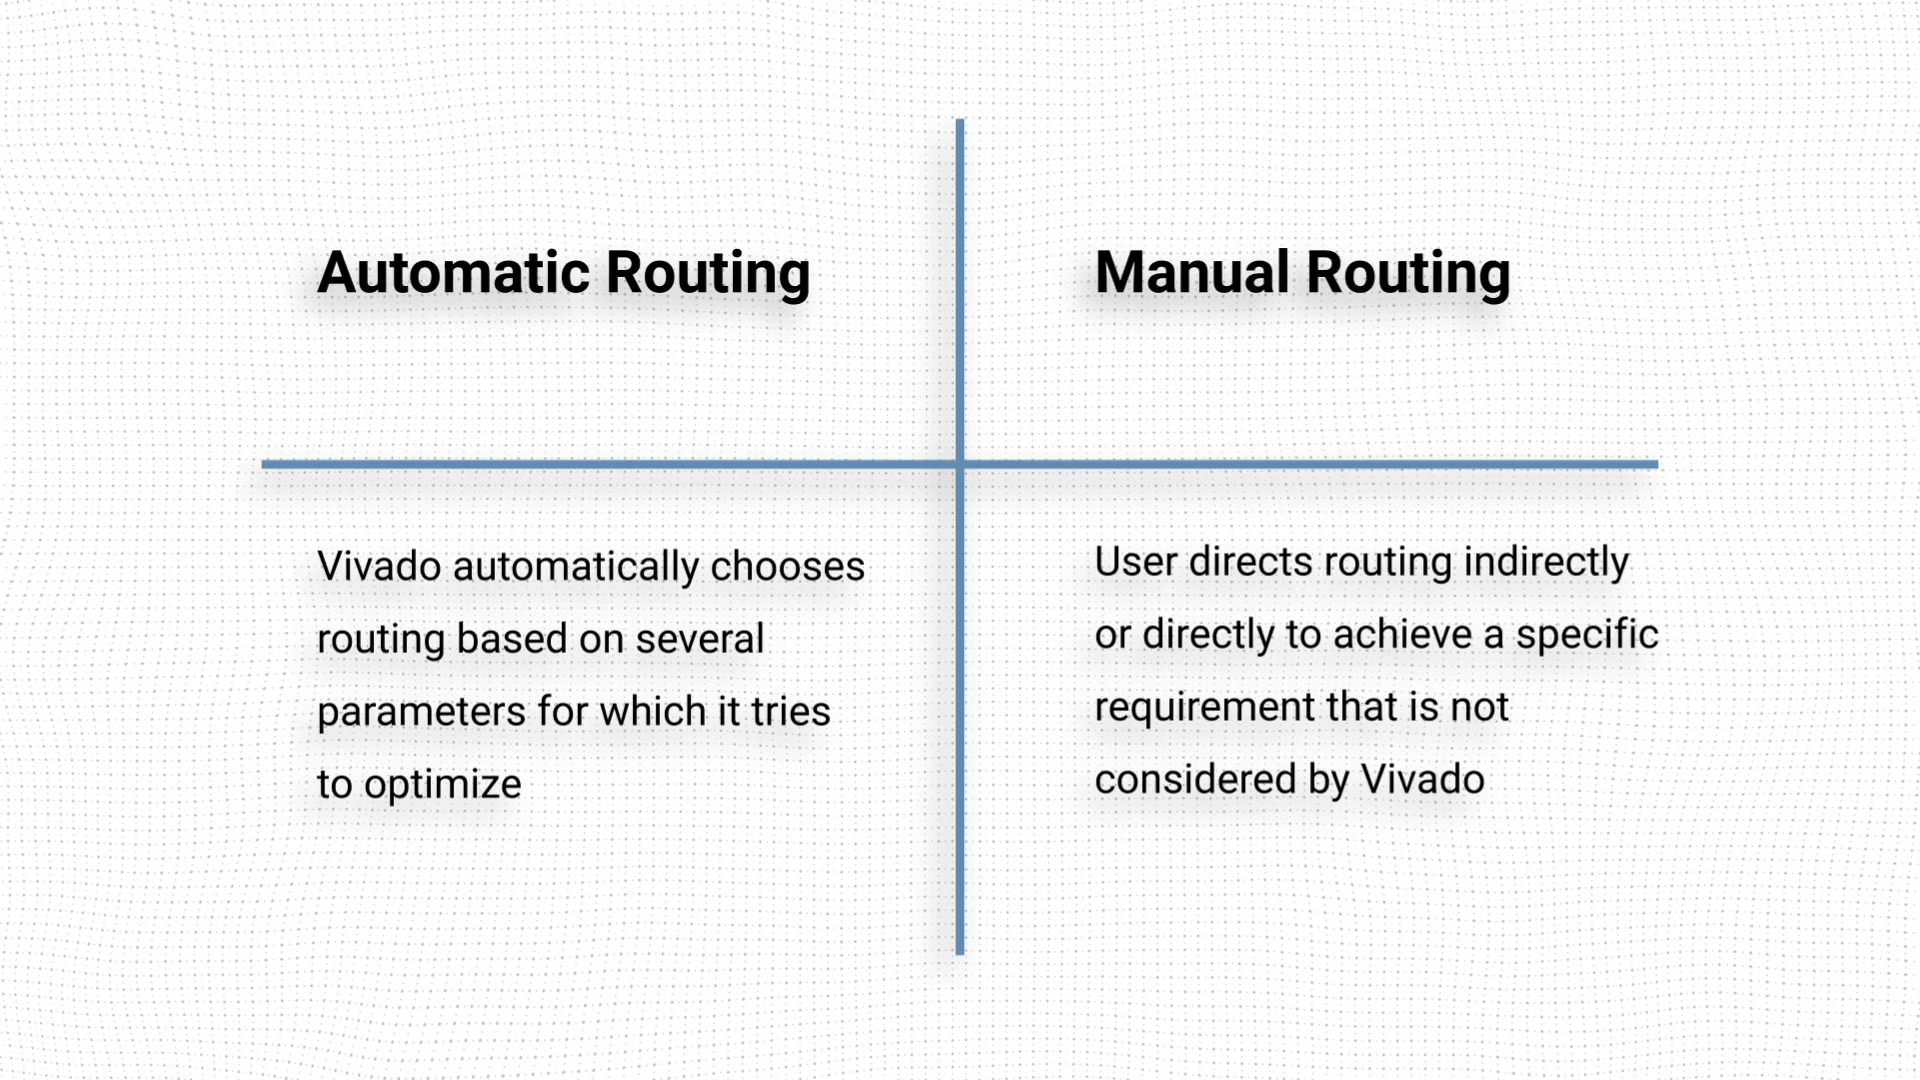 Automatic Routing
Manual Routing
Vivado automatically chooses
routing based on several
parameters for which it tries
to optimize
User directs routing indirectly
or directly to achieve a specific
requirement that is not
considered by Vivado